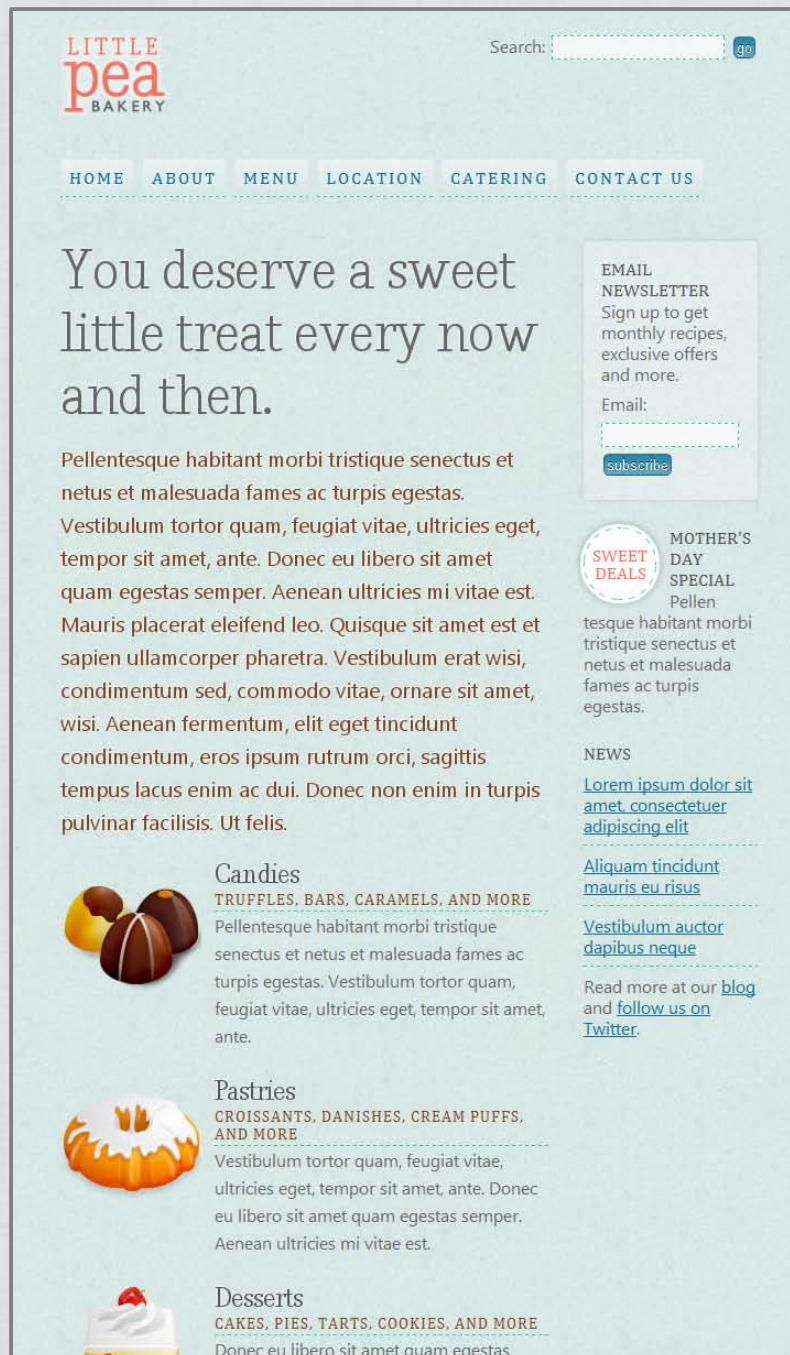 LITTLE
pea
BAKERY
Search:
go
HOME ABOUT MENU LOCATION CATERING CONTACT US
You deserve a sweet
little treat every now
and then.
Pellentesque habitant morbi tristique senectus et
netus et malesuada fames ac turpis egestas.
Vestibulum tortor quam, feugiat vitae, ultricies eget,
tempor sit amet, ante. Donec eu libero sit amet
quam egestas semper. Aenean ultricies mi vitae est.
Mauris placerat eleifend leo. Quisque sit amet est et
sapien ullamcorper pharetra. Vestibulum erat wisi,
condimentum sed, commodo vitae, ornare sit amet,
wisi. Aenean fermentum, elit eget tincidunt
condimentum, eros ipsum rutrum orci, sagittis
tempus lacus enim ac dui. Donec non enim in turpis
pulvinar facilisis. Ut felis.
Candies
TRUFFLES, BARS, CARAMELS, AND MORE
Pellentesque habitant morbi tristique
senectus et netus et malesuada fames ac
turpis egestas. Vestibulum tortor quam,
feugiat vitae, ultricies eget, tempor sit amet,
ante.
Pastries
CROISSANTS, DANISHES, CREAM PUFFS,
AND MORE
Vestibulum tortor quam, feugiat vitae,
ultricies eget, tempor sit amet, ante. Donec
eu libero sit amet quam egestas semper.
Aenean ultricies mi vitae est.
Desserts
CAKES, PIES, TARTS, COOKIES, AND MORE
Donec eu libero sit amet quam egestas
EMAIL
NEWSLETTER
Sign up to get
monthly recipes,
exclusive offers
and more.
Email:
subscribe
SWEET
DEALS
MOTHER'S
DAY
SPECIAL
Pellen
tesque habitant morbi
tristique senectus et
netus et malesuada
fames ac turpis
egestas.
NEWS
Lorem ipsum dolor sit
amet, consectetuer
adipiscing elit
Aliquam tincidunt
mauris eu risus
Vestibulum auctor
dapibus neque
Read more at our blog
and follow us on
Twitter.